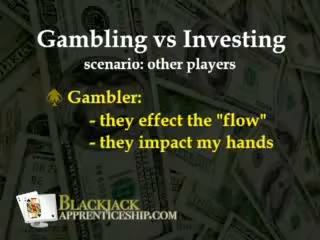 Gambling vs Investing
scenario: other players
Gambler:
- they effect the "flow"
- they impact my hands
BLACKJACK
APPRENTICESHIP.COM